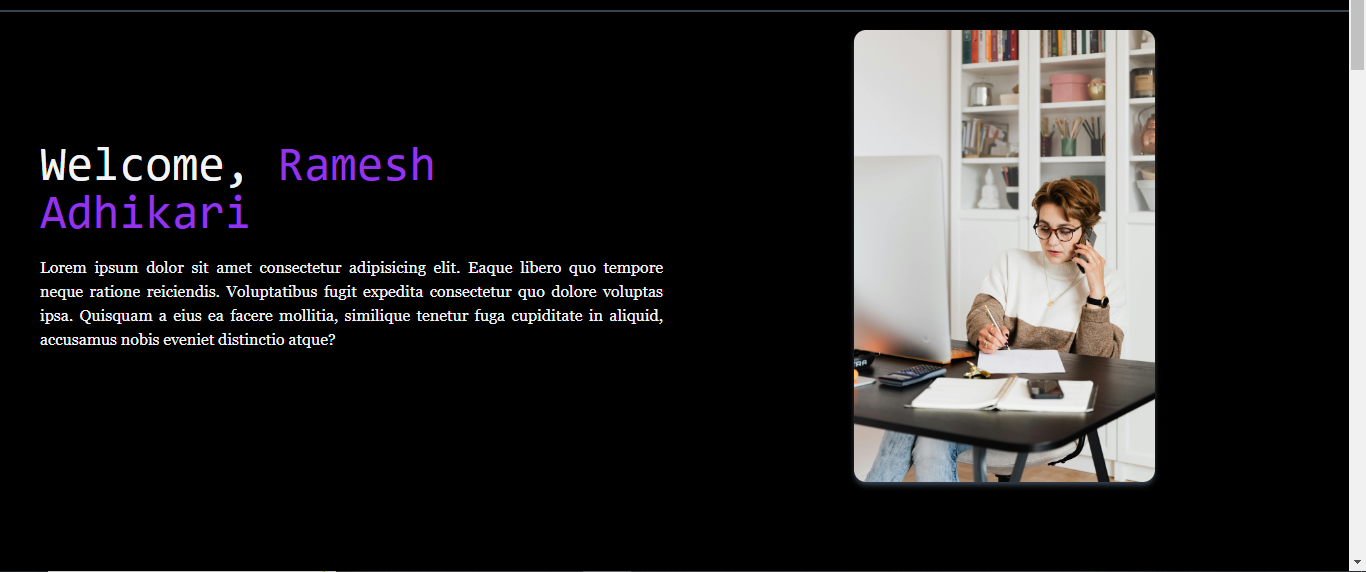 Welcome, Ramesh
Adhikari
Lorem ipsum dolor sit amet consectetur adipisicing elit. Eaque libero quo tempore
neque ratione reiciendis. Voluptatibus fugit expedita consectetur quo dolore voluptas
ipsa. Quisquam a eius ea facere mollitia, similique tenetur fuga cupiditate in aliquid,
accusamus nobis eveniet distinctio atque?